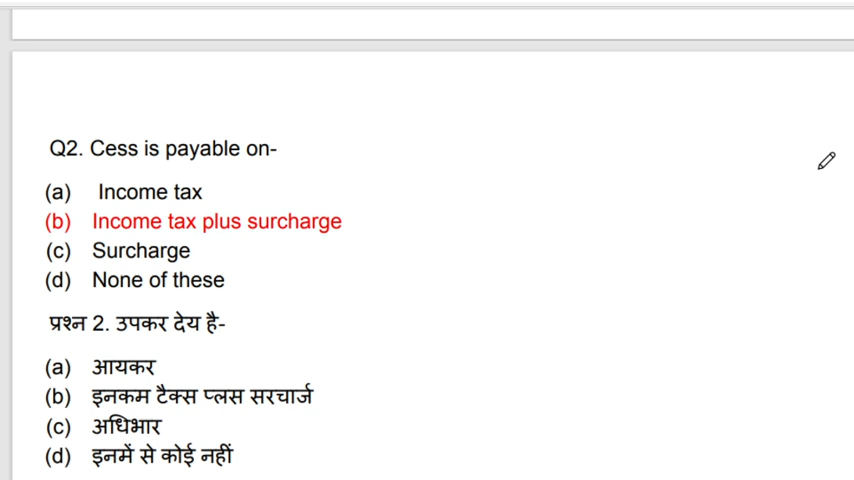 Q2. Cess is payable on-
(a) Income tax
(b) Income tax plus surcharge
(c) Surcharge
(d) None of these
प्रश्न 2. उपकर देय है-
(a) आयकर
(b) इनकम टैक्स प्लस सरचार्ज
(c) अधिभार
(d) इनमें से कोई नहीं